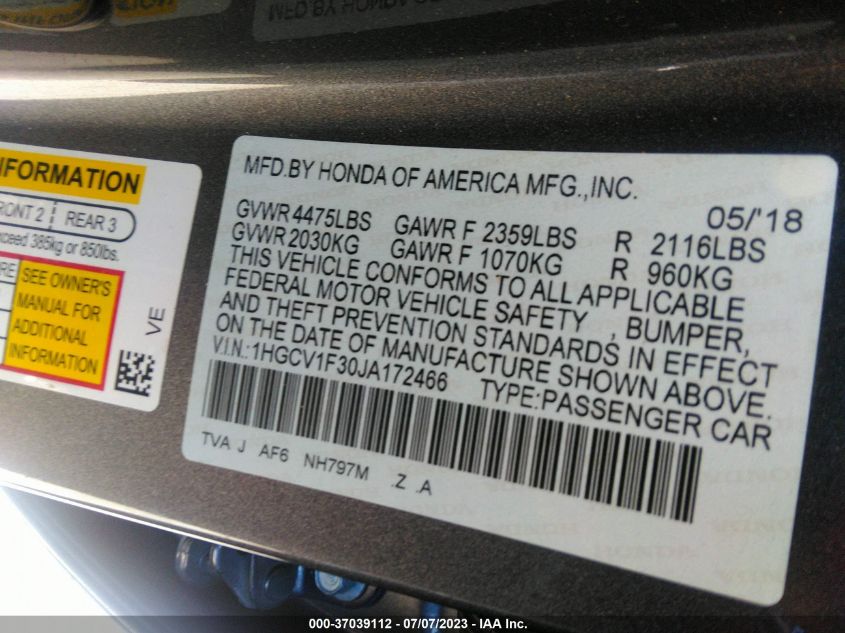 MFD.BY HONDA OF AMERICA MFG.,INC.
05/'18
GVWR 4475LBS GAWR F 2359LBS R 2116LBS
GVWR 2030KG GAWR F 1070KG R 960KG
THIS VEHICLE CONFORMS TO ALL APPLICABLE
FEDERAL MOTOR VEHICLE SAFETY , BUMPER,
AND THEFT PREVENTION STANDARDS IN EFFECT
ON THE DATE OF MANUFACTURE SHOWN ABOVE.
V.I.N.:1HGCV1F30JA172466 TYPE:PASSENGER CAR
TVA J AF6 NH797M .Z .A
NFORMATION
RONT 2 REAR 3
xceed 385kg or 850lbs.
RE
SEE OWNER'S
MANUAL FOR
ADDITIONAL
INFORMATION
VE
000-37039112 - 07/07/2023 - IAA Inc.